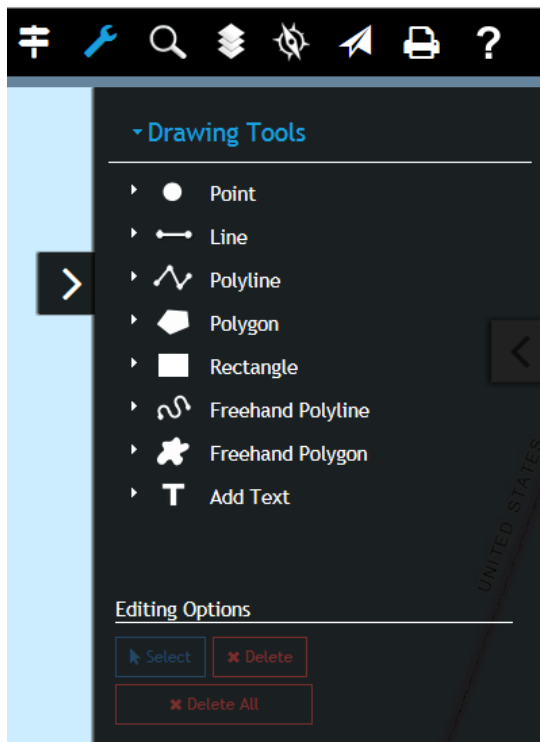 ?
Drawing Tools
Point
Line
Polyline
Polygon
Rectangle
Freehand Polyline
Freehand Polygon
T Add Text
UNITED STATES
Editing Options
Select Delete
Delete All